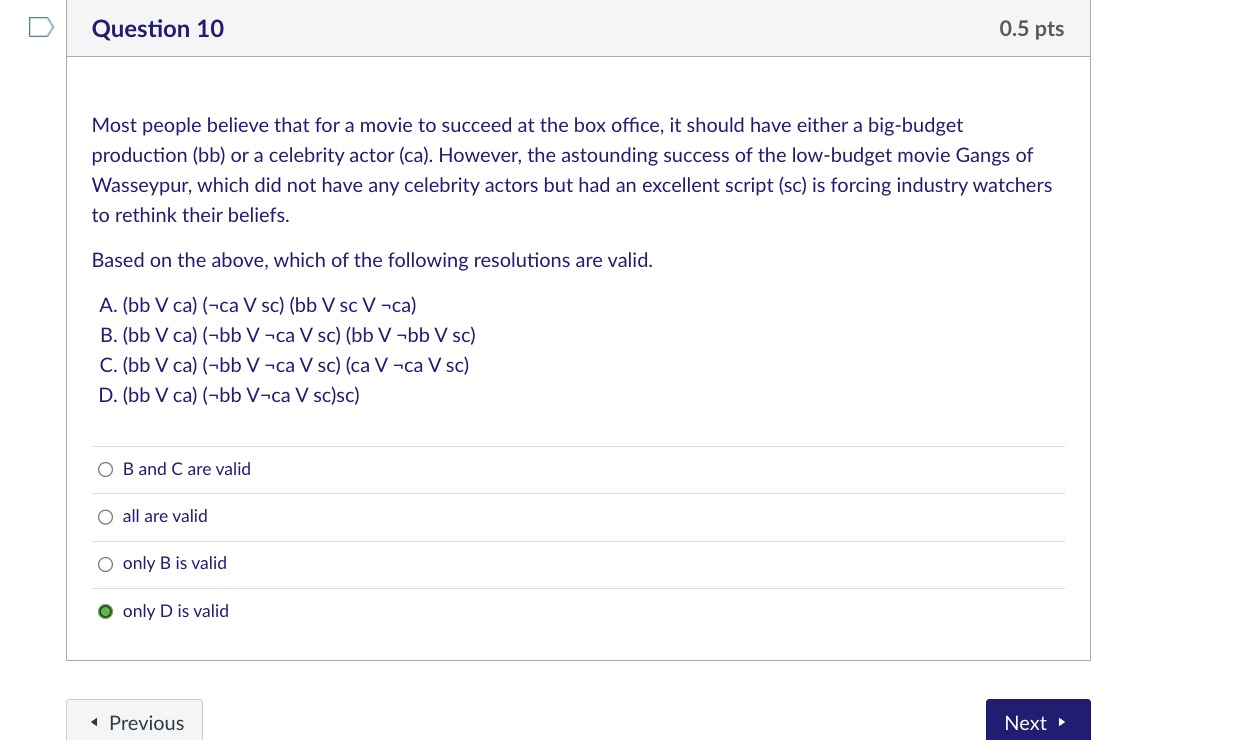 Question 10
0.5 pts
Most people believe that for a movie to succeed at the box office, it should have either a big-budget
production (bb) or a celebrity actor (ca). However, the astounding success of the low-budget movie Gangs of
Wasseypur, which did not have any celebrity actors but had an excellent script (sc) is forcing industry watchers
to rethink their beliefs.
Based on the above, which of the following resolutions are valid.
A. (bb V ca) (¬ca V sc) (bb V sc V ¬ca)
B. (bb V ca) (¬bb V ¬ca V sc) (bb V ¬bb V sc)
C. (bb V ca) (¬bb V ¬ca V sc) (ca V ¬ca V sc)
D. (bb V ca) (¬bb V¬ca V sc)sc)
B and C are valid
all are valid
only B is valid
only D is valid
Previous
Next